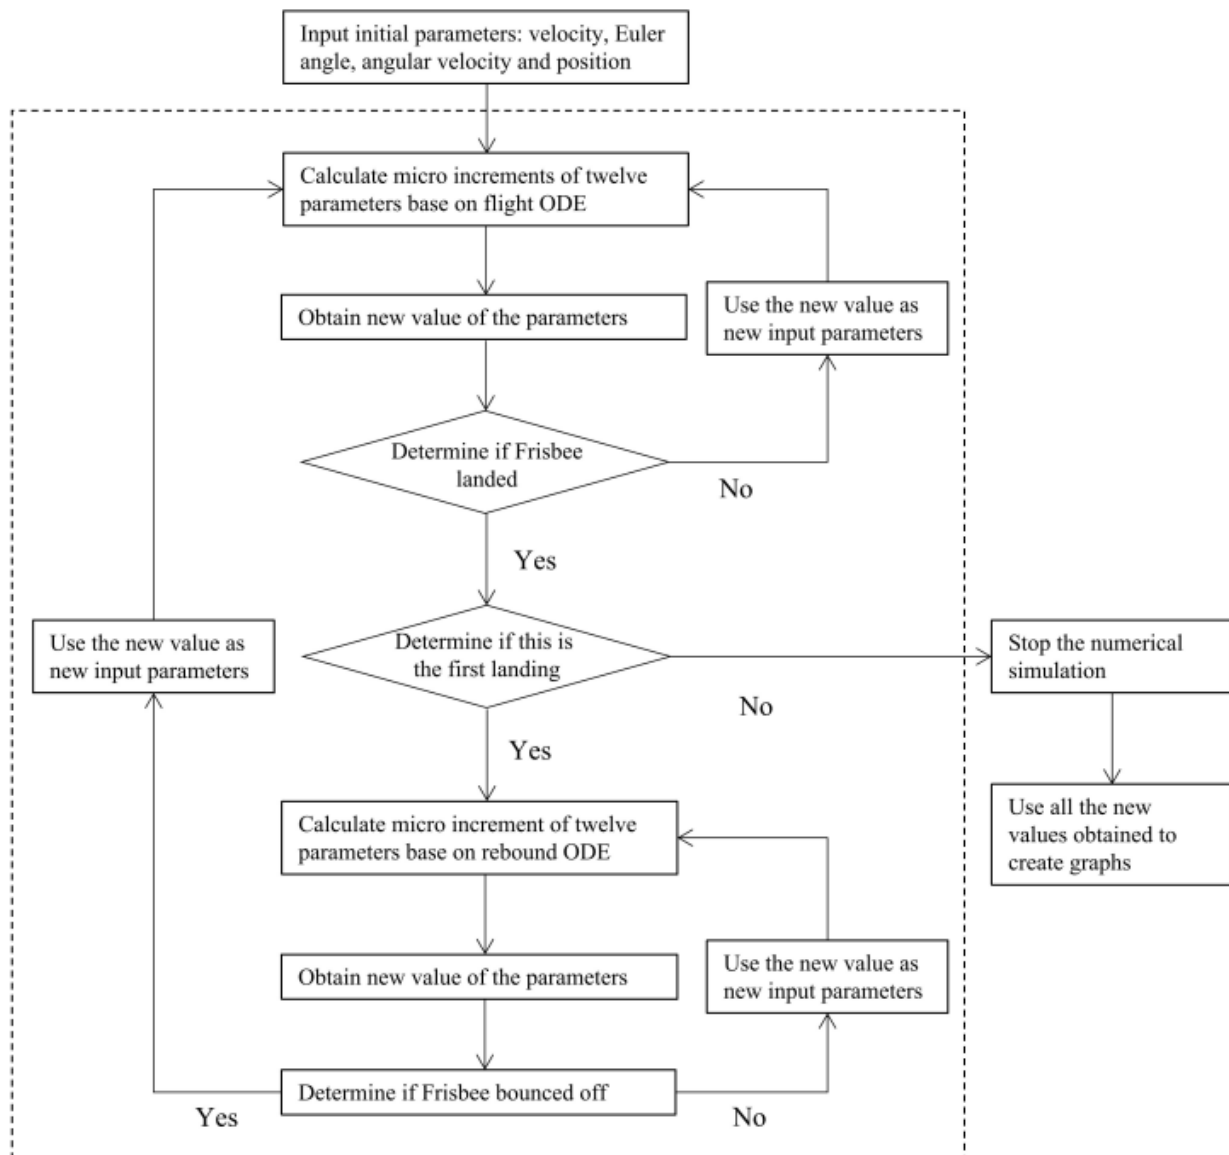 Input initial parameters: velocity, Euler
angle, angular velocity and position
Calculate micro increments of twelve
parameters base on flight ODE
Obtain new value of the parameters
Use the new value as
new input parameters
Determine if Frisbee
landed
No
Yes
Use the new value as
new input parameters
Determine if this is
the first landing
No
Stop the numerical
simulation
Yes
Use all the new
values obtained to
create graphs
Calculate micro increment of twelve
parameters base on rebound ODE
Obtain new value of the parameters
Use the new value as
new input parameters
Determine if Frisbee bounced off
Yes
No